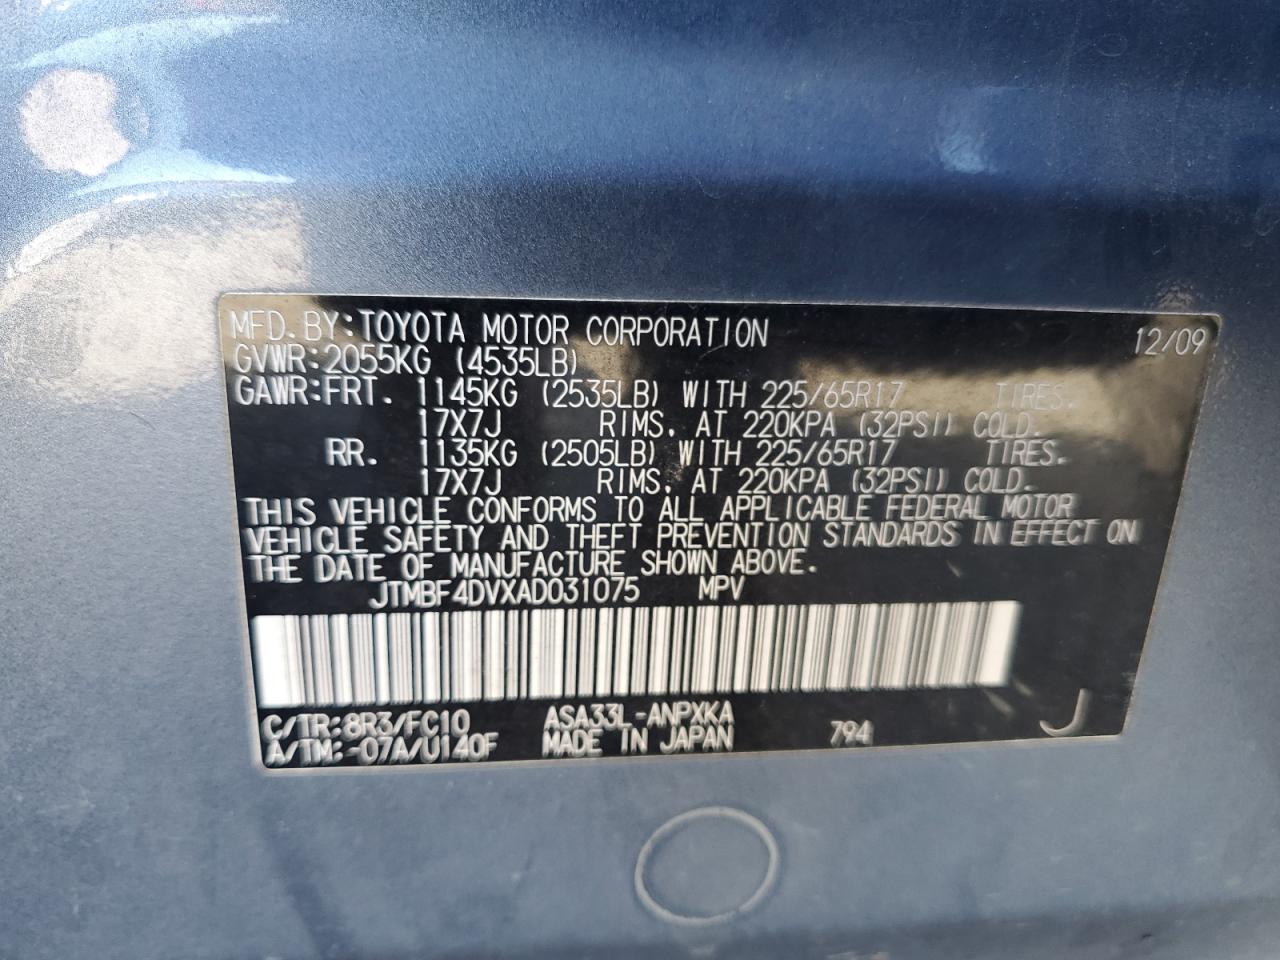 MFD. BY: TOYOTA MOTOR CORPORATION 12/09
GVWR: 2055KG (4535LB)
GAWR: FRT. 1145KG (2535LB) WITH 225/65R17 TIRES,
17X7J RIMS, AT 220KPA (32PSI) COLD.
RR. 1135KG (2505LB) WITH 225/65R17 TIRES,
17X7J RIMS, AT 220KPA (32PSI) COLD.
THIS VEHICLE CONFORMS TO ALL APPLICABLE FEDERAL MOTOR
VEHICLE SAFETY AND THEFT PREVENTION STANDARDS IN EFFECT ON
THE DATE OF MANUFACTURE SHOWN ABOVE.
JTMBF4DVXAD031075 MPV
C/TR: 8R3/FC10 ASA33L-ANPXKA 794 J
A/TM: -07A/U140F MADE IN JAPAN